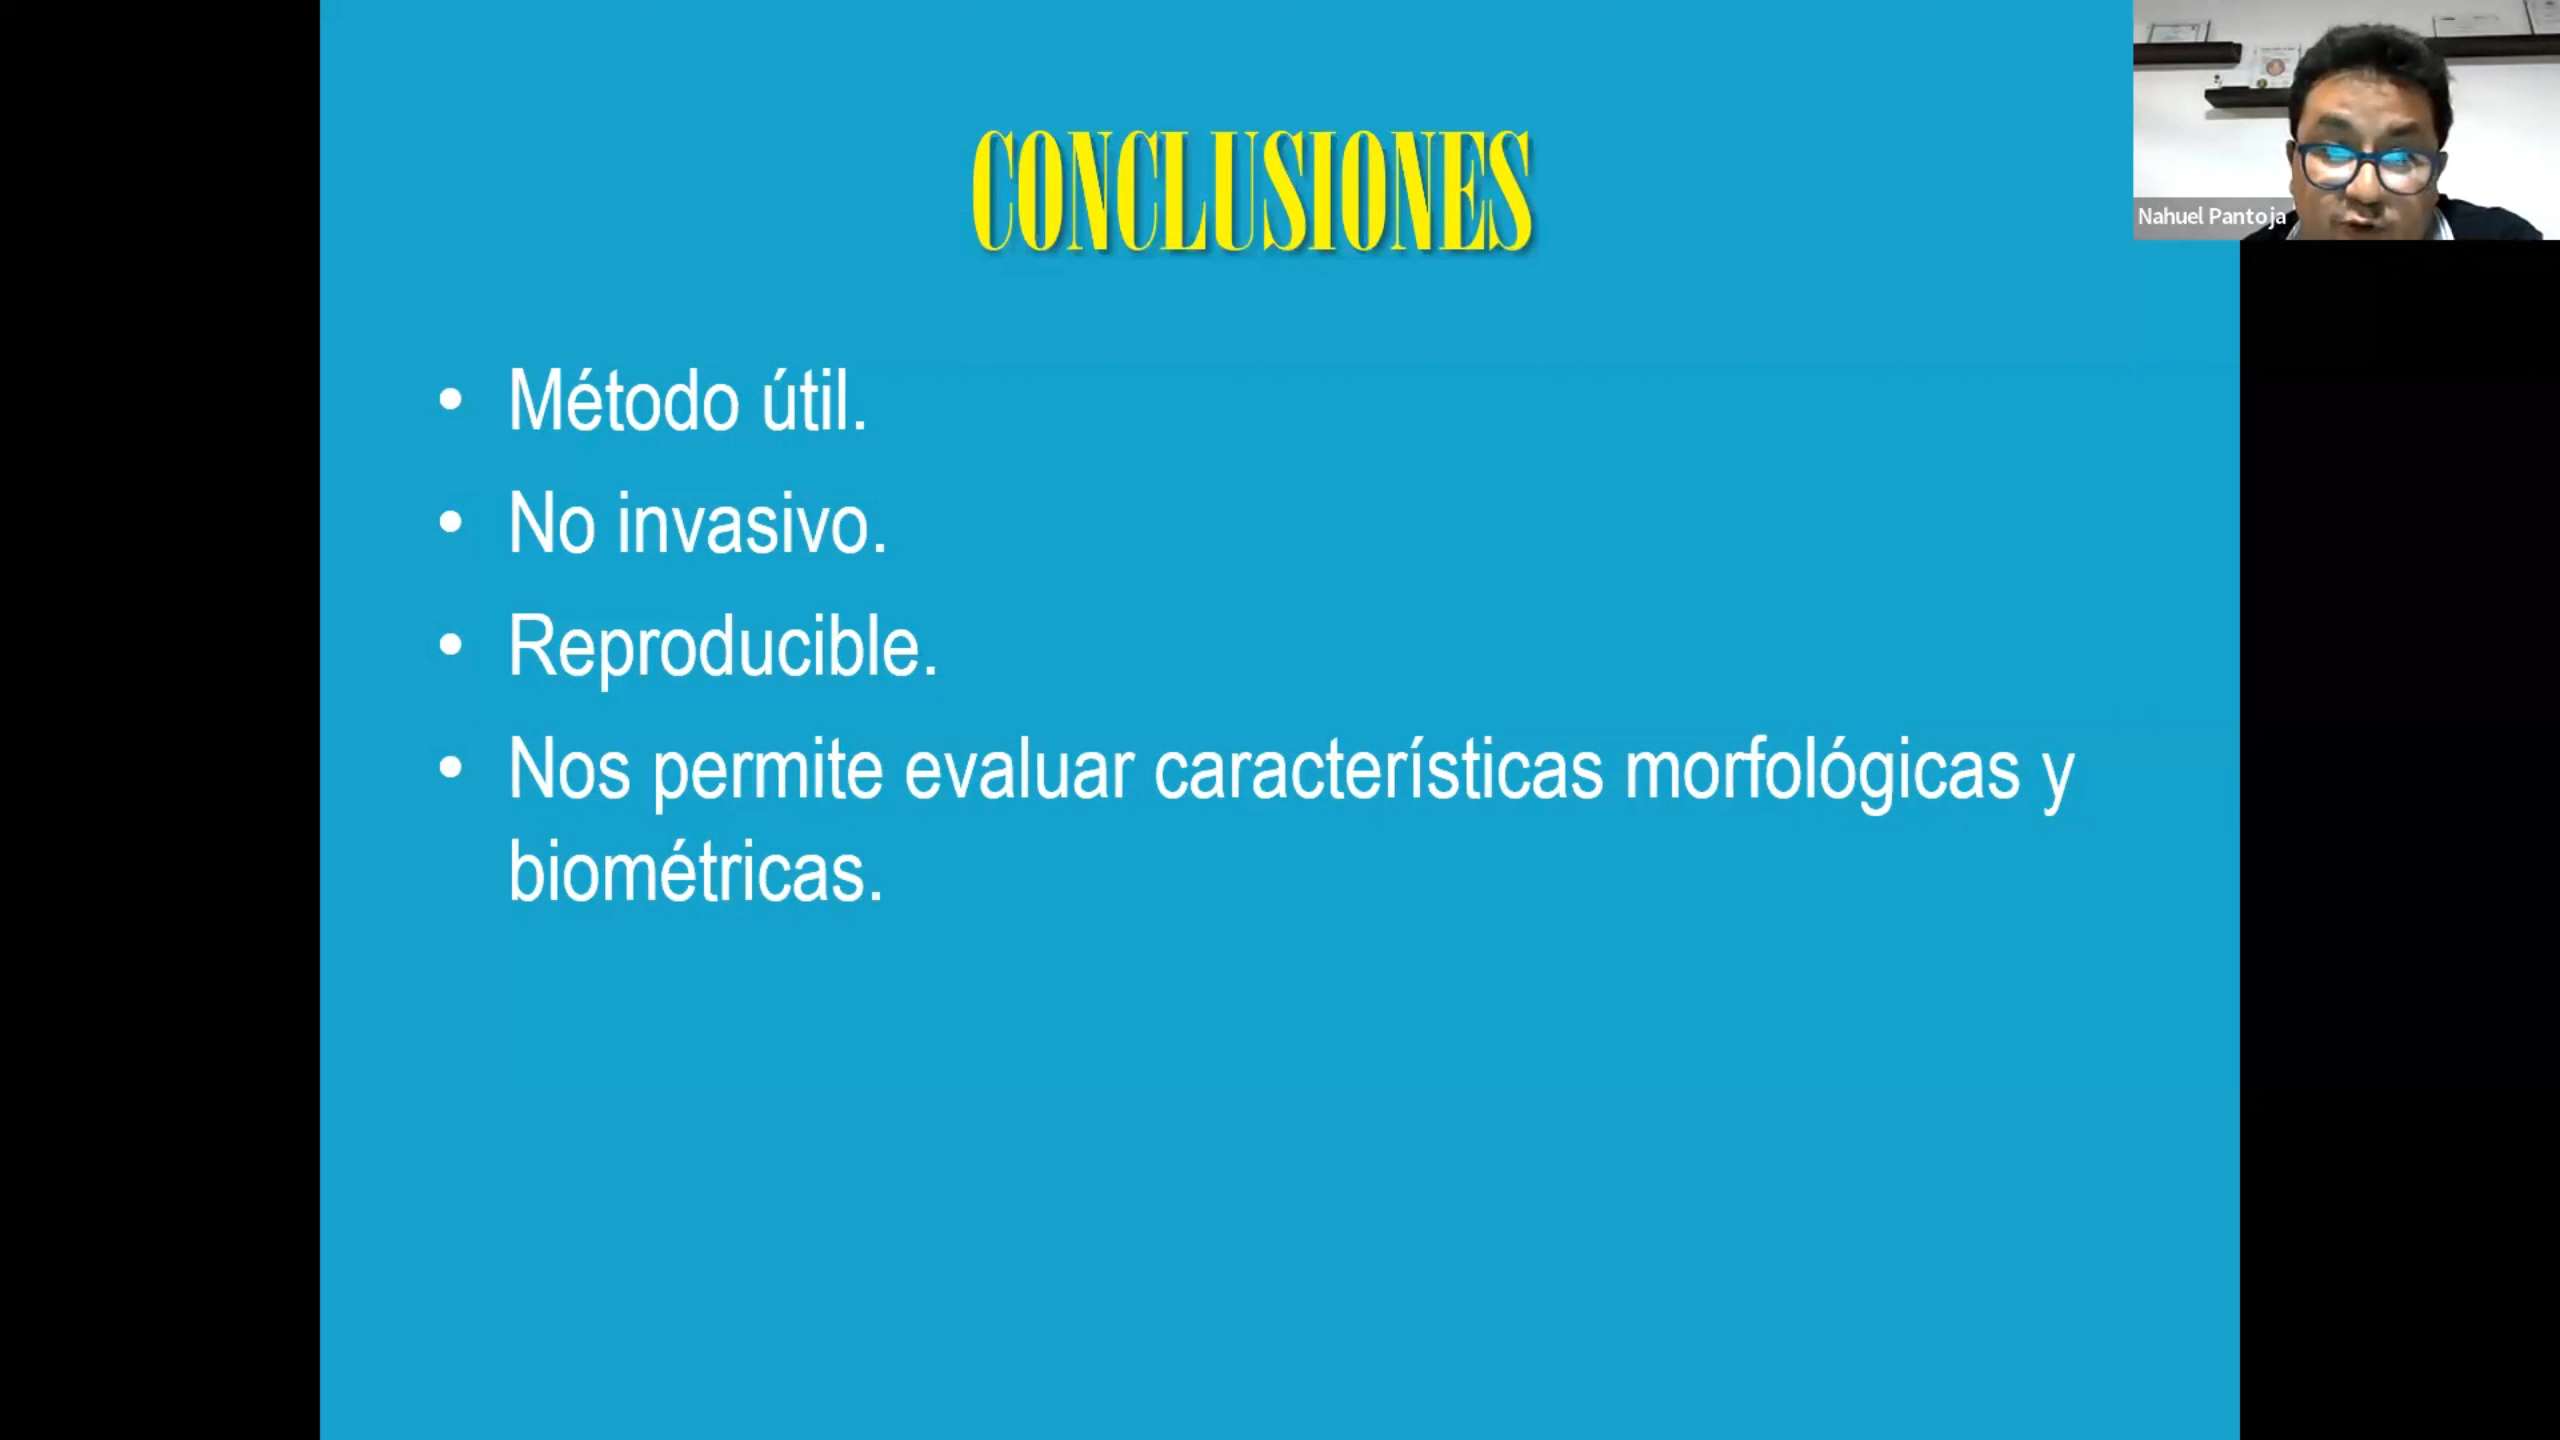 CONCLUSIONES
Nahuel Pantoja
• Método útil.
• No invasivo.
• Reproducible.
• Nos permite evaluar características morfológicas y
biométricas.